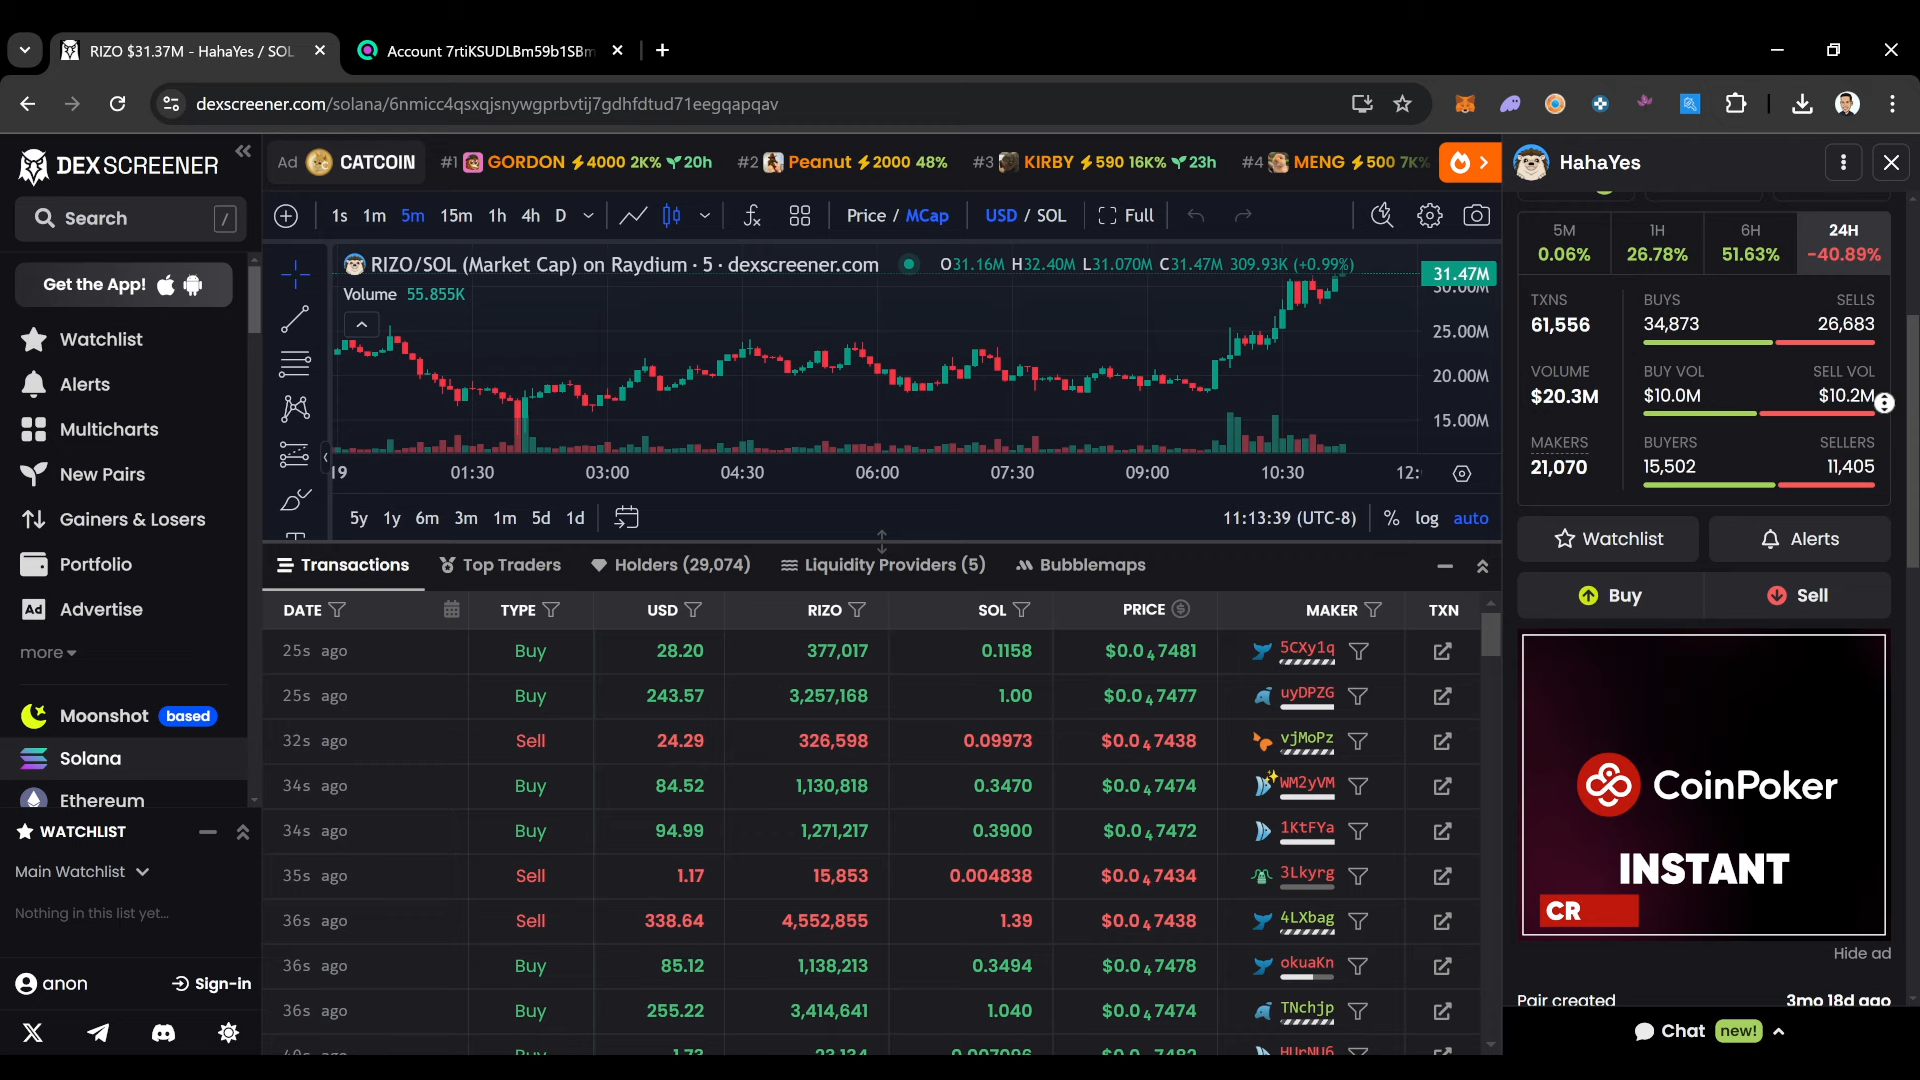 RIZO $31.37M - HahaYes / SOL
Account 7rtiKSUDLBm59b1SBm
dexscreener.com/solana/6nmicc4qsxqjsnywgprbvtij7gdhfdtud71eegqapqav
DEX SCREENER
Search /
Get the App!
Watchlist
Alerts
Multicharts
New Pairs
Gainers & Losers
Portfolio
Ad Advertise
more
Moonshot based
Solana
Ethereum
WATCHLIST
Main Watchlist
Nothing in this list yet...
anon Sign-in
Ad CATCOIN #1 GORDON 4000 2K% 20h #2 Peanut 2000 48% #3 KIRBY 590 16K% 23h #4 MENG 500 7K%
1s 1m 5m 15m 1h 4h D Price / MCap USD / SOL Full
RIZO/SOL (Market Cap) on Raydium · 5 · dexscreener.com O31.16M H32.40M L31.070M C31.47M 309.93K (+0.99%)
Volume 55.855K
31.47M
30.00M
25.00M
20.00M
15.00M
19 01:30 03:00 04:30 06:00 07:30 09:00 10:30 12:
5y 1y 6m 3m 1m 5d 1d 11:13:39 (UTC-8) % log auto
Transactions Top Traders Holders (29,074) Liquidity Providers (5) Bubblemaps
DATE TYPE USD RIZO SOL PRICE MAKER TXN
25s ago Buy 28.20 377,017 0.1158 $0.0₄7481 5CXy1q
25s ago Buy 243.57 3,257,168 1.00 $0.0₄7477 uyDPZG
32s ago Sell 24.29 326,598 0.09973 $0.0₄7438 vjMoPz
34s ago Buy 84.52 1,130,818 0.3470 $0.0₄7474 WM2yVM
34s ago Buy 94.99 1,271,217 0.3900 $0.0₄7472 1KtFYa
35s ago Sell 1.17 15,853 0.004838 $0.0₄7434 3Lkyrg
36s ago Sell 338.64 4,552,855 1.39 $0.0₄7438 4LXbag
36s ago Buy 85.12 1,138,213 0.3494 $0.0₄7478 okuaKn
36s ago Buy 255.22 3,414,641 1.040 $0.0₄7474 TNchjp
Buy 1.73 23,134 0.007096 $0.0₄7482 HUrNU6
HahaYes
5M 1H 6H 24H
0.06% 26.78% 51.63% -40.89%
TXNS BUYS SELLS
61,556 34,873 26,683
VOLUME BUY VOL SELL VOL
$20.3M $10.0M $10.2M
MAKERS BUYERS SELLERS
21,070 15,502 11,405
Watchlist Alerts
Buy Sell
CoinPoker
INSTANT
CR
Hide ad
Pair created 3mo 18d ago
Chat new!